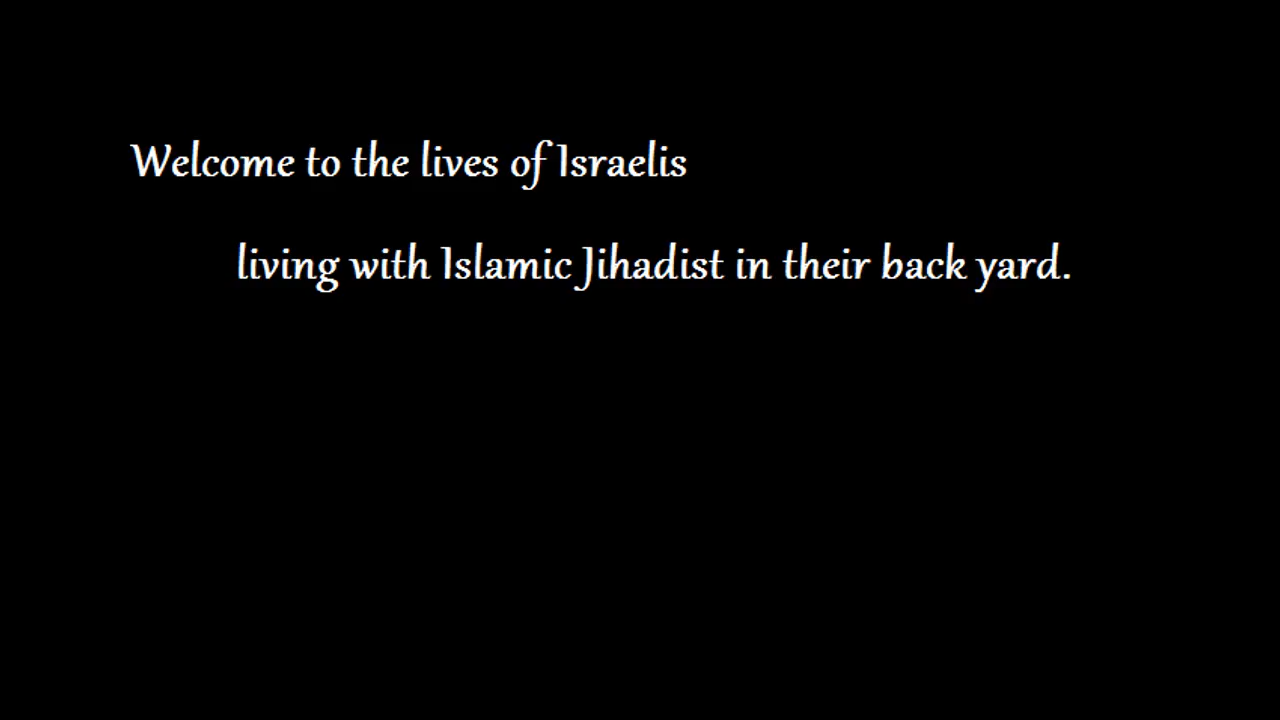 Welcome to the lives of Israelis
living with Islamic Jihadist in their back yard.